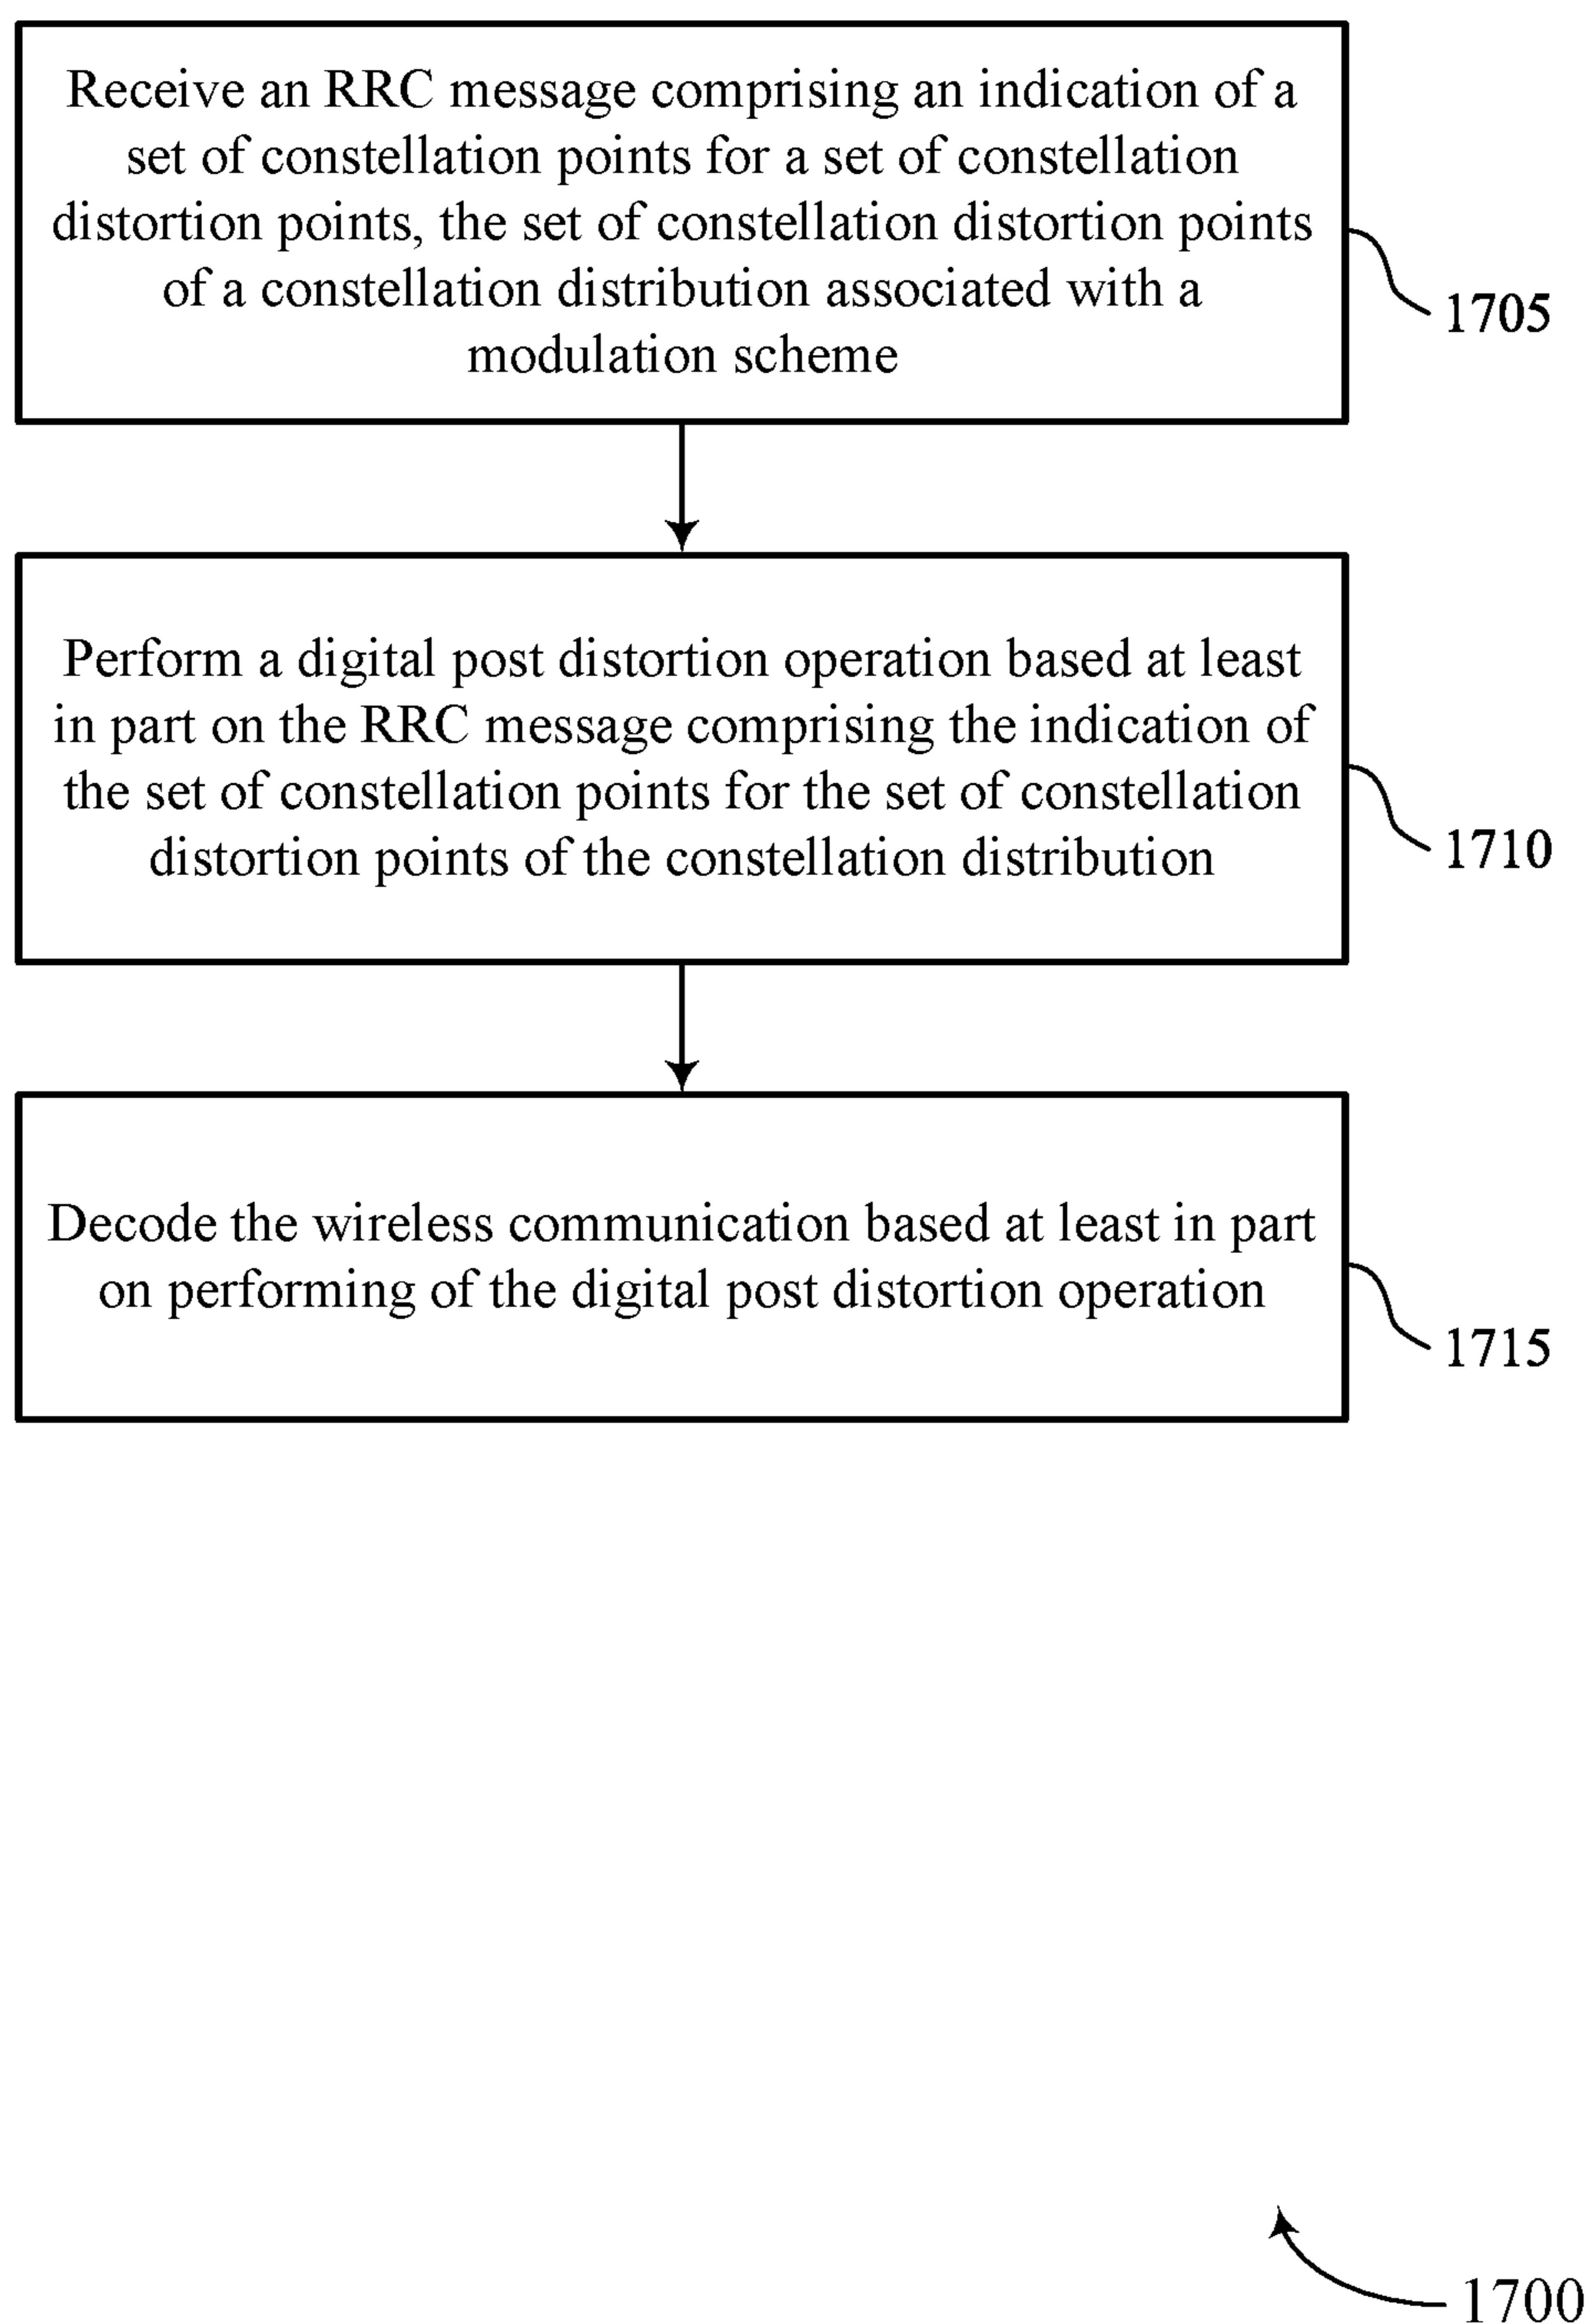 Receive an RRC message comprising an indication of a
set of constellation points for a set of constellation
distortion points, the set of constellation distortion points
of a constellation distribution associated with a
modulation scheme
1705
Perform a digital post distortion operation based at least
in part on the RRC message comprising the indication of
the set of constellation points for the set of constellation
distortion points of the constellation distribution
1710
Decode the wireless communication based at least in part
on performing of the digital post distortion operation
1715
1700